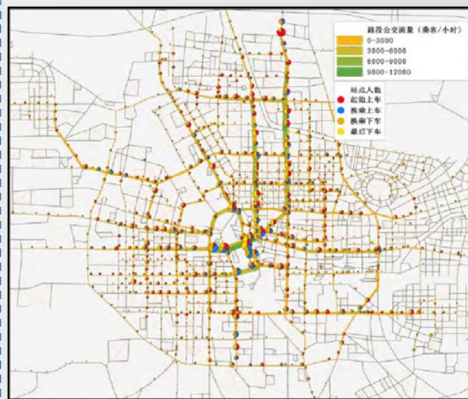 路段公交流量（乘客/小时）
0-3000
3000-6000
6000-9000
9000-12000
站点人数
起始上车
换乘上车
换乘下车
最后下车